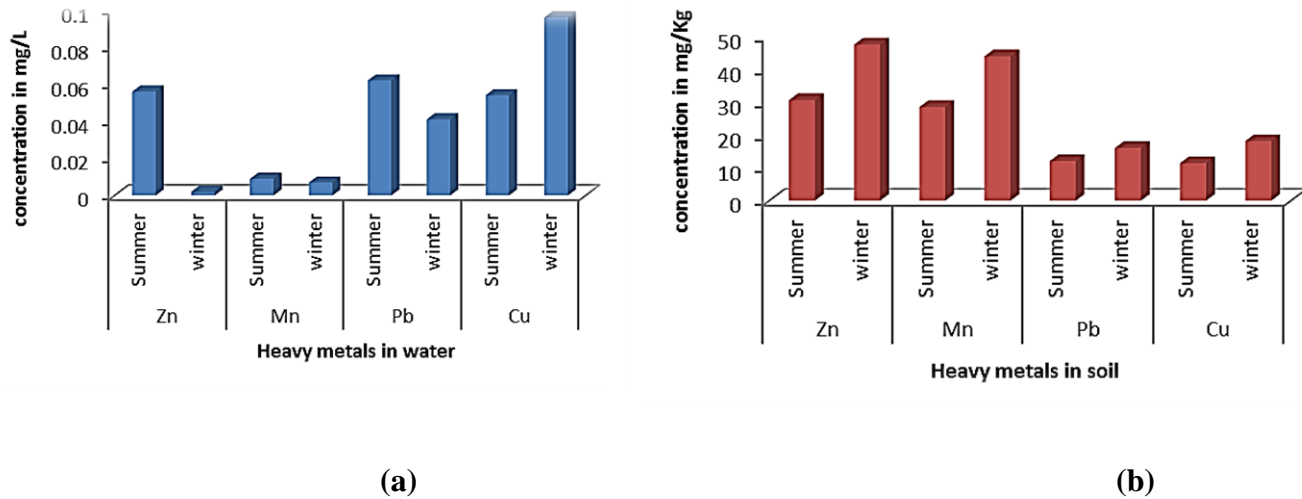 concentration in mg/L
0.1
0.08
0.06
0.04
0.02
0
Summer winter Summer winter Summer winter Summer winter
Zn Mn Pb Cu
Heavy metals in water
(a)
concentration in mg/Kg
50
40
30
20
10
0
Summer winter Summer winter Summer winter Summer winter
Zn Mn Pb Cu
Heavy metals in soil
(b)